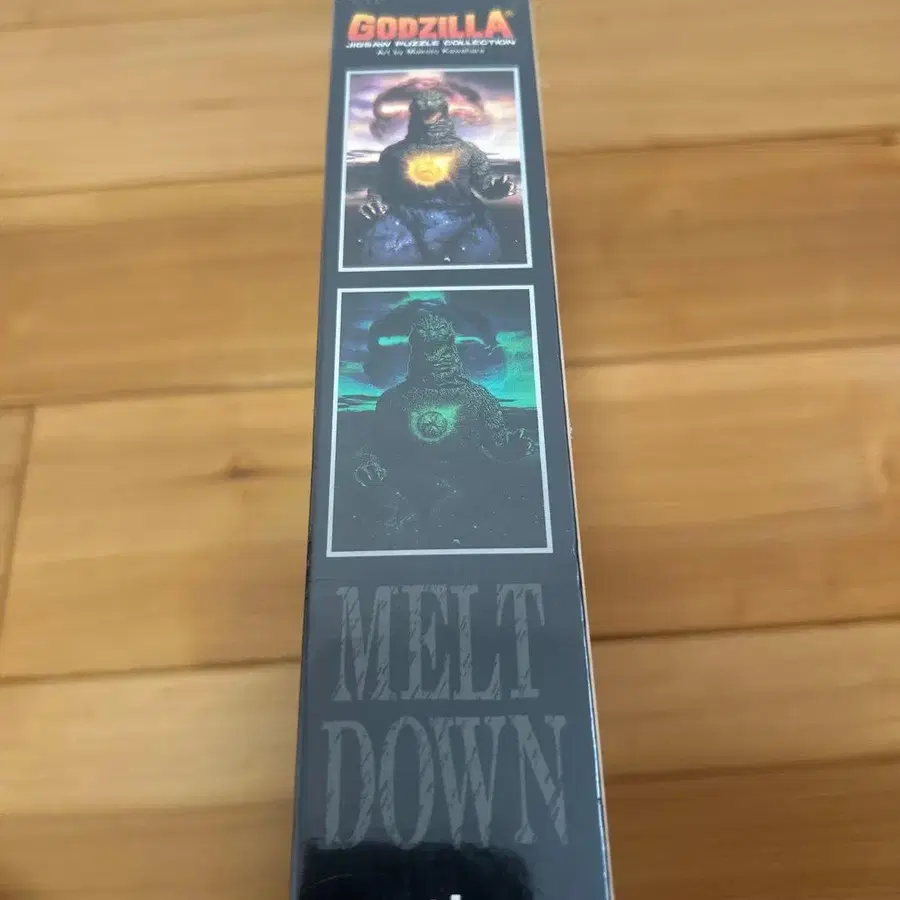 GODZILLA®
JIGSAW PUZZLE COLLECTION
Art by Makoto Kawahara
MELT
DOWN